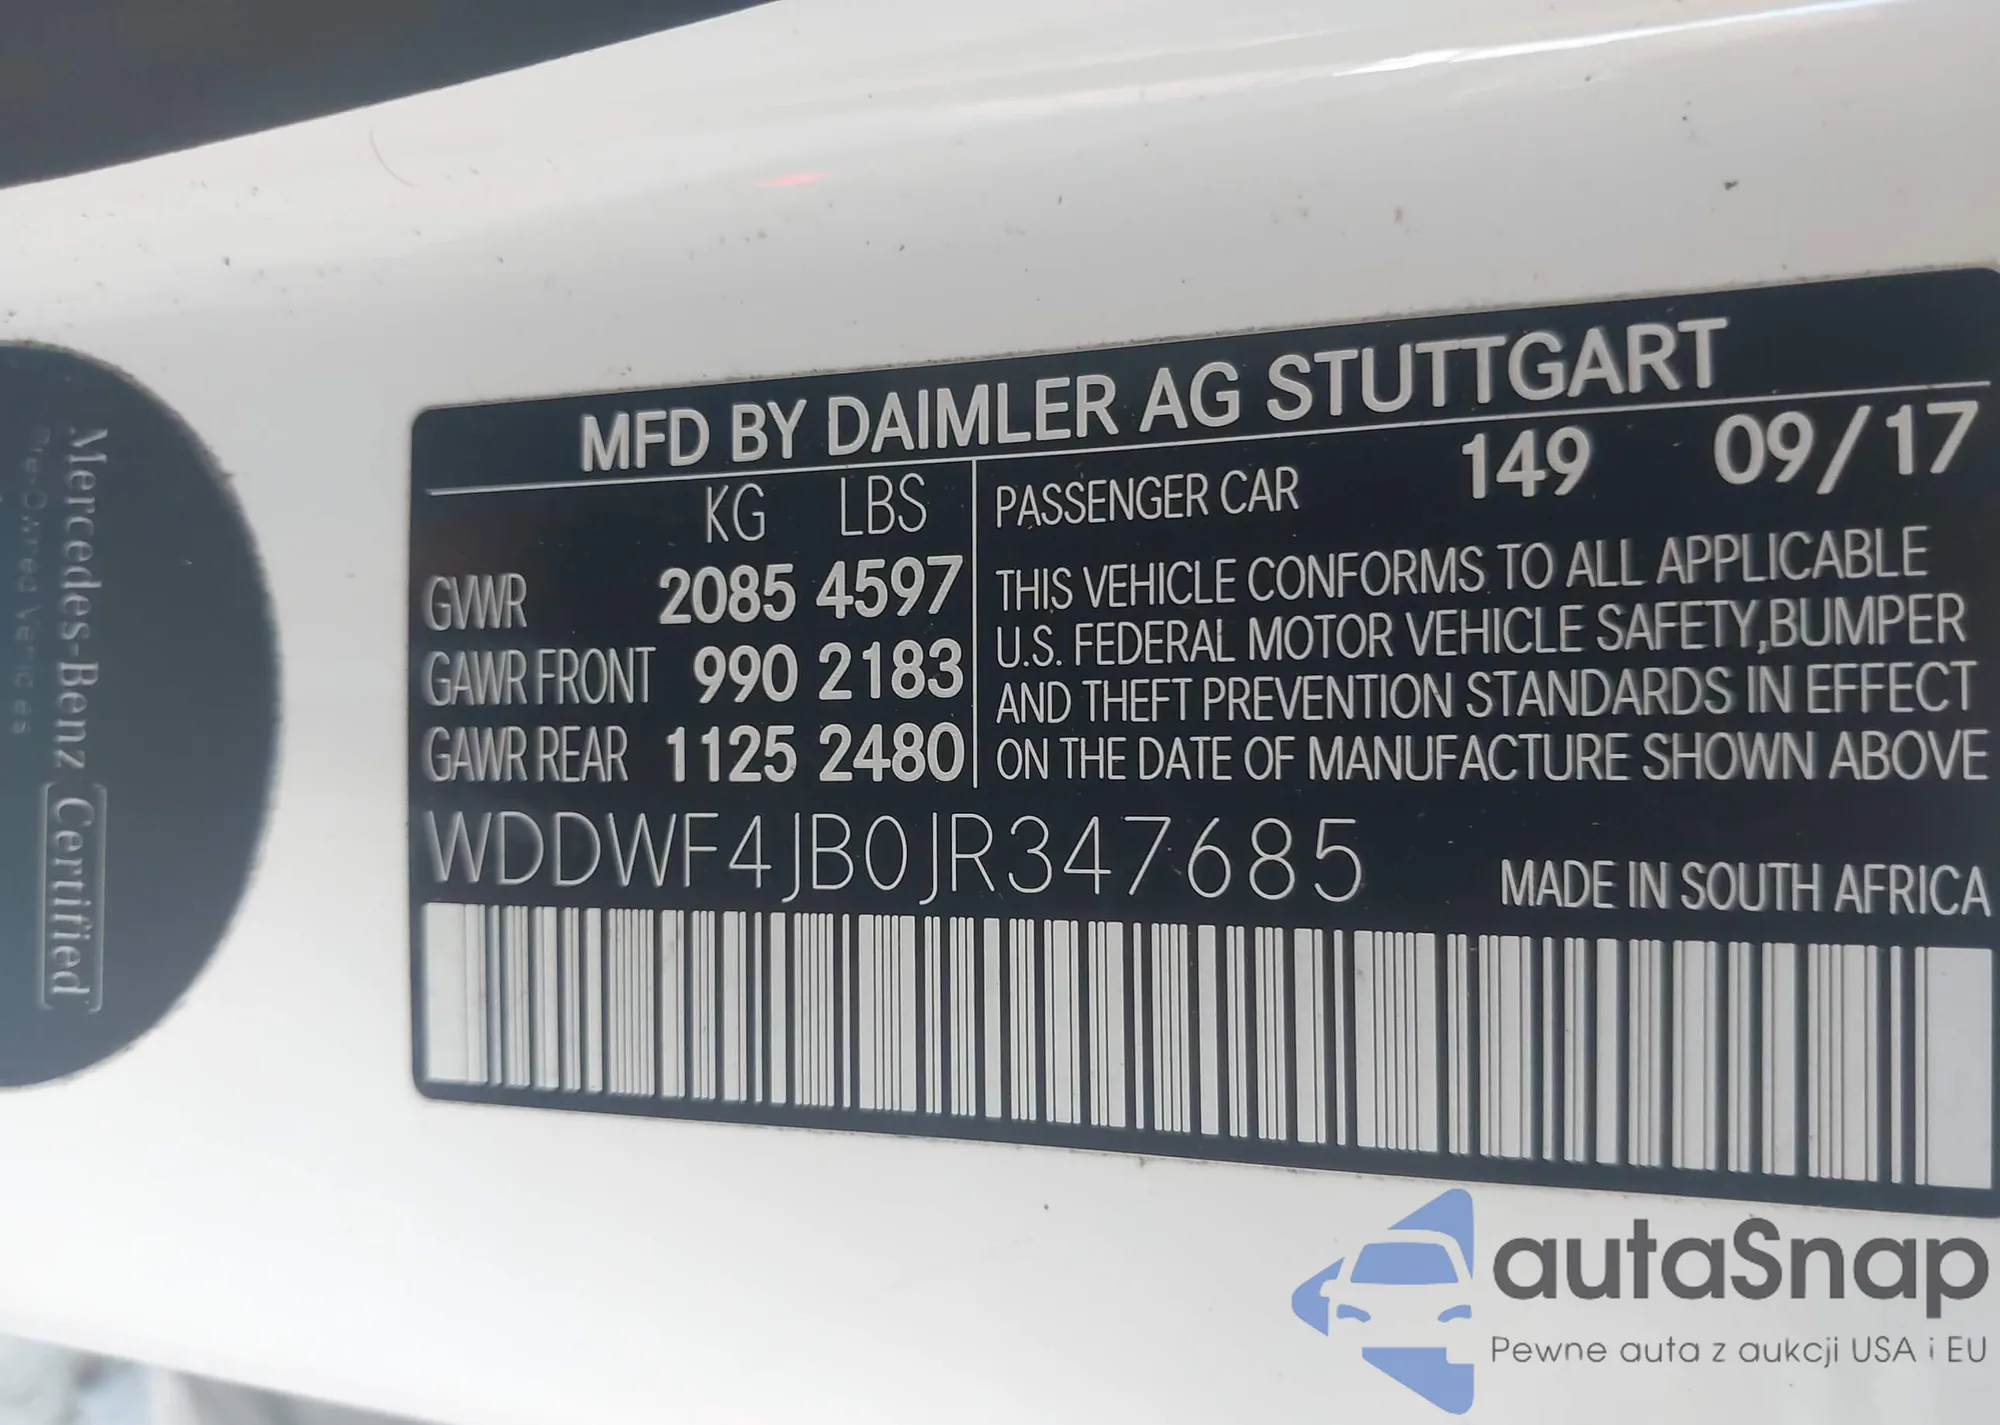 MFD BY DAIMLER AG STUTTGART
KG LBS
GVWR 2085 4597
GAWR FRONT 990 2183
GAWR REAR 1125 2480
PASSENGER CAR 149 09/17
THIS VEHICLE CONFORMS TO ALL APPLICABLE
U.S. FEDERAL MOTOR VEHICLE SAFETY,BUMPER
AND THEFT PREVENTION STANDARDS IN EFFECT
ON THE DATE OF MANUFACTURE SHOWN ABOVE
WDDWF4JB0JR347685
MADE IN SOUTH AFRICA
Mercedes-Benz Certified
Pre-Owned Vehicles
autaSnap
Pewne auta z aukcji USA i EU